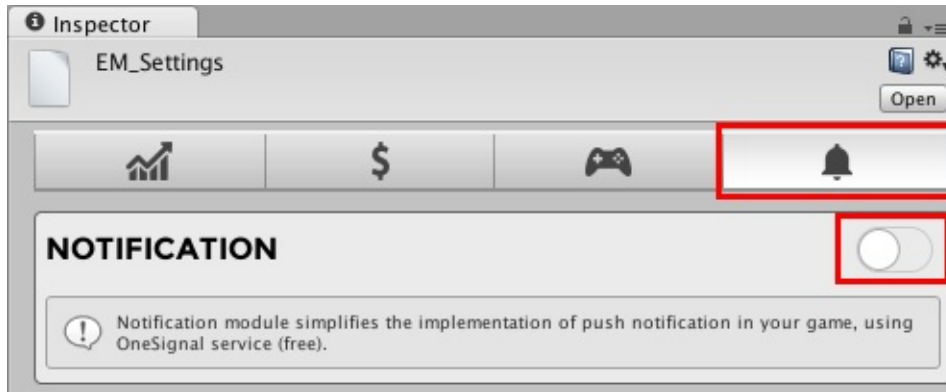 Inspector
EM_Settings
Open
$
NOTIFICATION
Notification module simplifies the implementation of push notification in your game, using
OneSignal service (free).